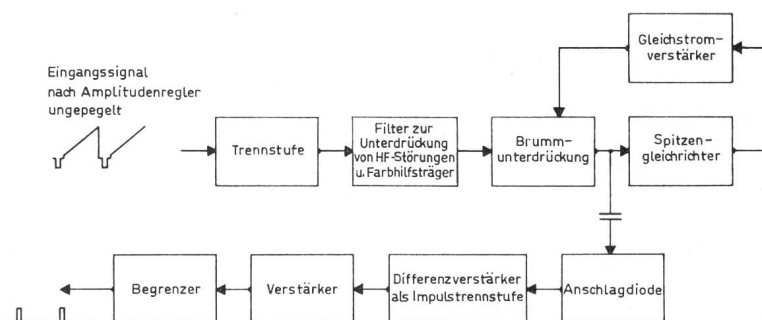 Gleichstrom-
verstärker
Eingangssignal
nach Amplitudenregler
ungepegelt
Trennstufe
Filter zur
Unterdrückung
von HF-Störungen
u. Farbhilfsträger
Brumm-
unterdrückung
Spitzen-
gleichrichter
Begrenzer
Verstärker
Differenzverstärker
als Impulstrennstufe
Anschlagdiode